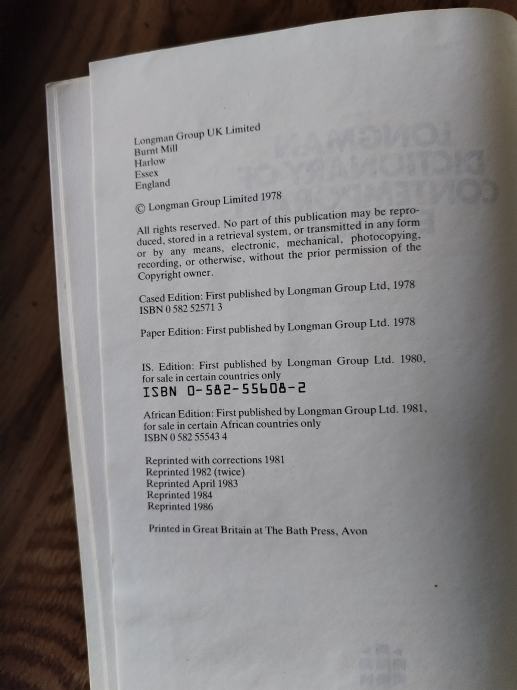 Longman Group UK Limited
Burnt Mill
Harlow
Essex
England
© Longman Group Limited 1978
All rights reserved. No part of this publication may be repro-
duced, stored in a retrieval system, or transmitted in any form
or by any means, electronic, mechanical, photocopying,
recording, or otherwise, without the prior permission of the
Copyright owner.
Cased Edition: First published by Longman Group Ltd, 1978
ISBN 0 582 52571 3
Paper Edition: First published by Longman Group Ltd. 1978
IS. Edition: First published by Longman Group Ltd. 1980,
for sale in certain countries only
ISBN 0-582-55608-2
African Edition: First published by Longman Group Ltd. 1981,
for sale in certain African countries only
ISBN 0 582 55543 4
Reprinted with corrections 1981
Reprinted 1982 (twice)
Reprinted April 1983
Reprinted 1984
Reprinted 1986
Printed in Great Britain at The Bath Press, Avon